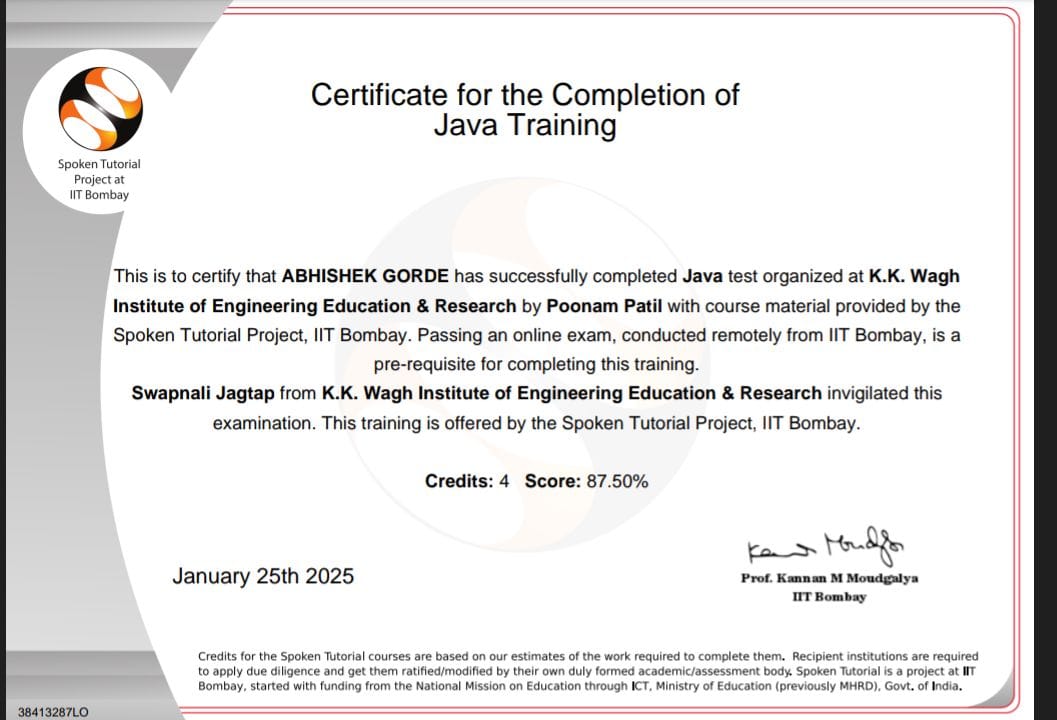 Certificate for the Completion of
Java Training
Spoken Tutorial
Project at
IIT Bombay
This is to certify that ABHISHEK GORDE has successfully completed Java test organized at K.K. Wagh
Institute of Engineering Education & Research by Poonam Patil with course material provided by the
Spoken Tutorial Project, IIT Bombay. Passing an online exam, conducted remotely from IIT Bombay, is a
pre-requisite for completing this training.
Swapnali Jagtap from K.K. Wagh Institute of Engineering Education & Research invigilated this
examination. This training is offered by the Spoken Tutorial Project, IIT Bombay.
Credits: 4 Score: 87.50%
January 25th 2025
Kannan Moudgalya
Prof. Kannan M Moudgalya
IIT Bombay
Credits for the Spoken Tutorial courses are based on our estimates of the work required to complete them. Recipient institutions are required
to apply due diligence and get them ratified/modified by their own duly formed academic/assessment body. Spoken Tutorial is a project at IIT
Bombay, started with funding from the National Mission on Education through ICT, Ministry of Education (previously MHRD), Govt. of India.
38413287LO